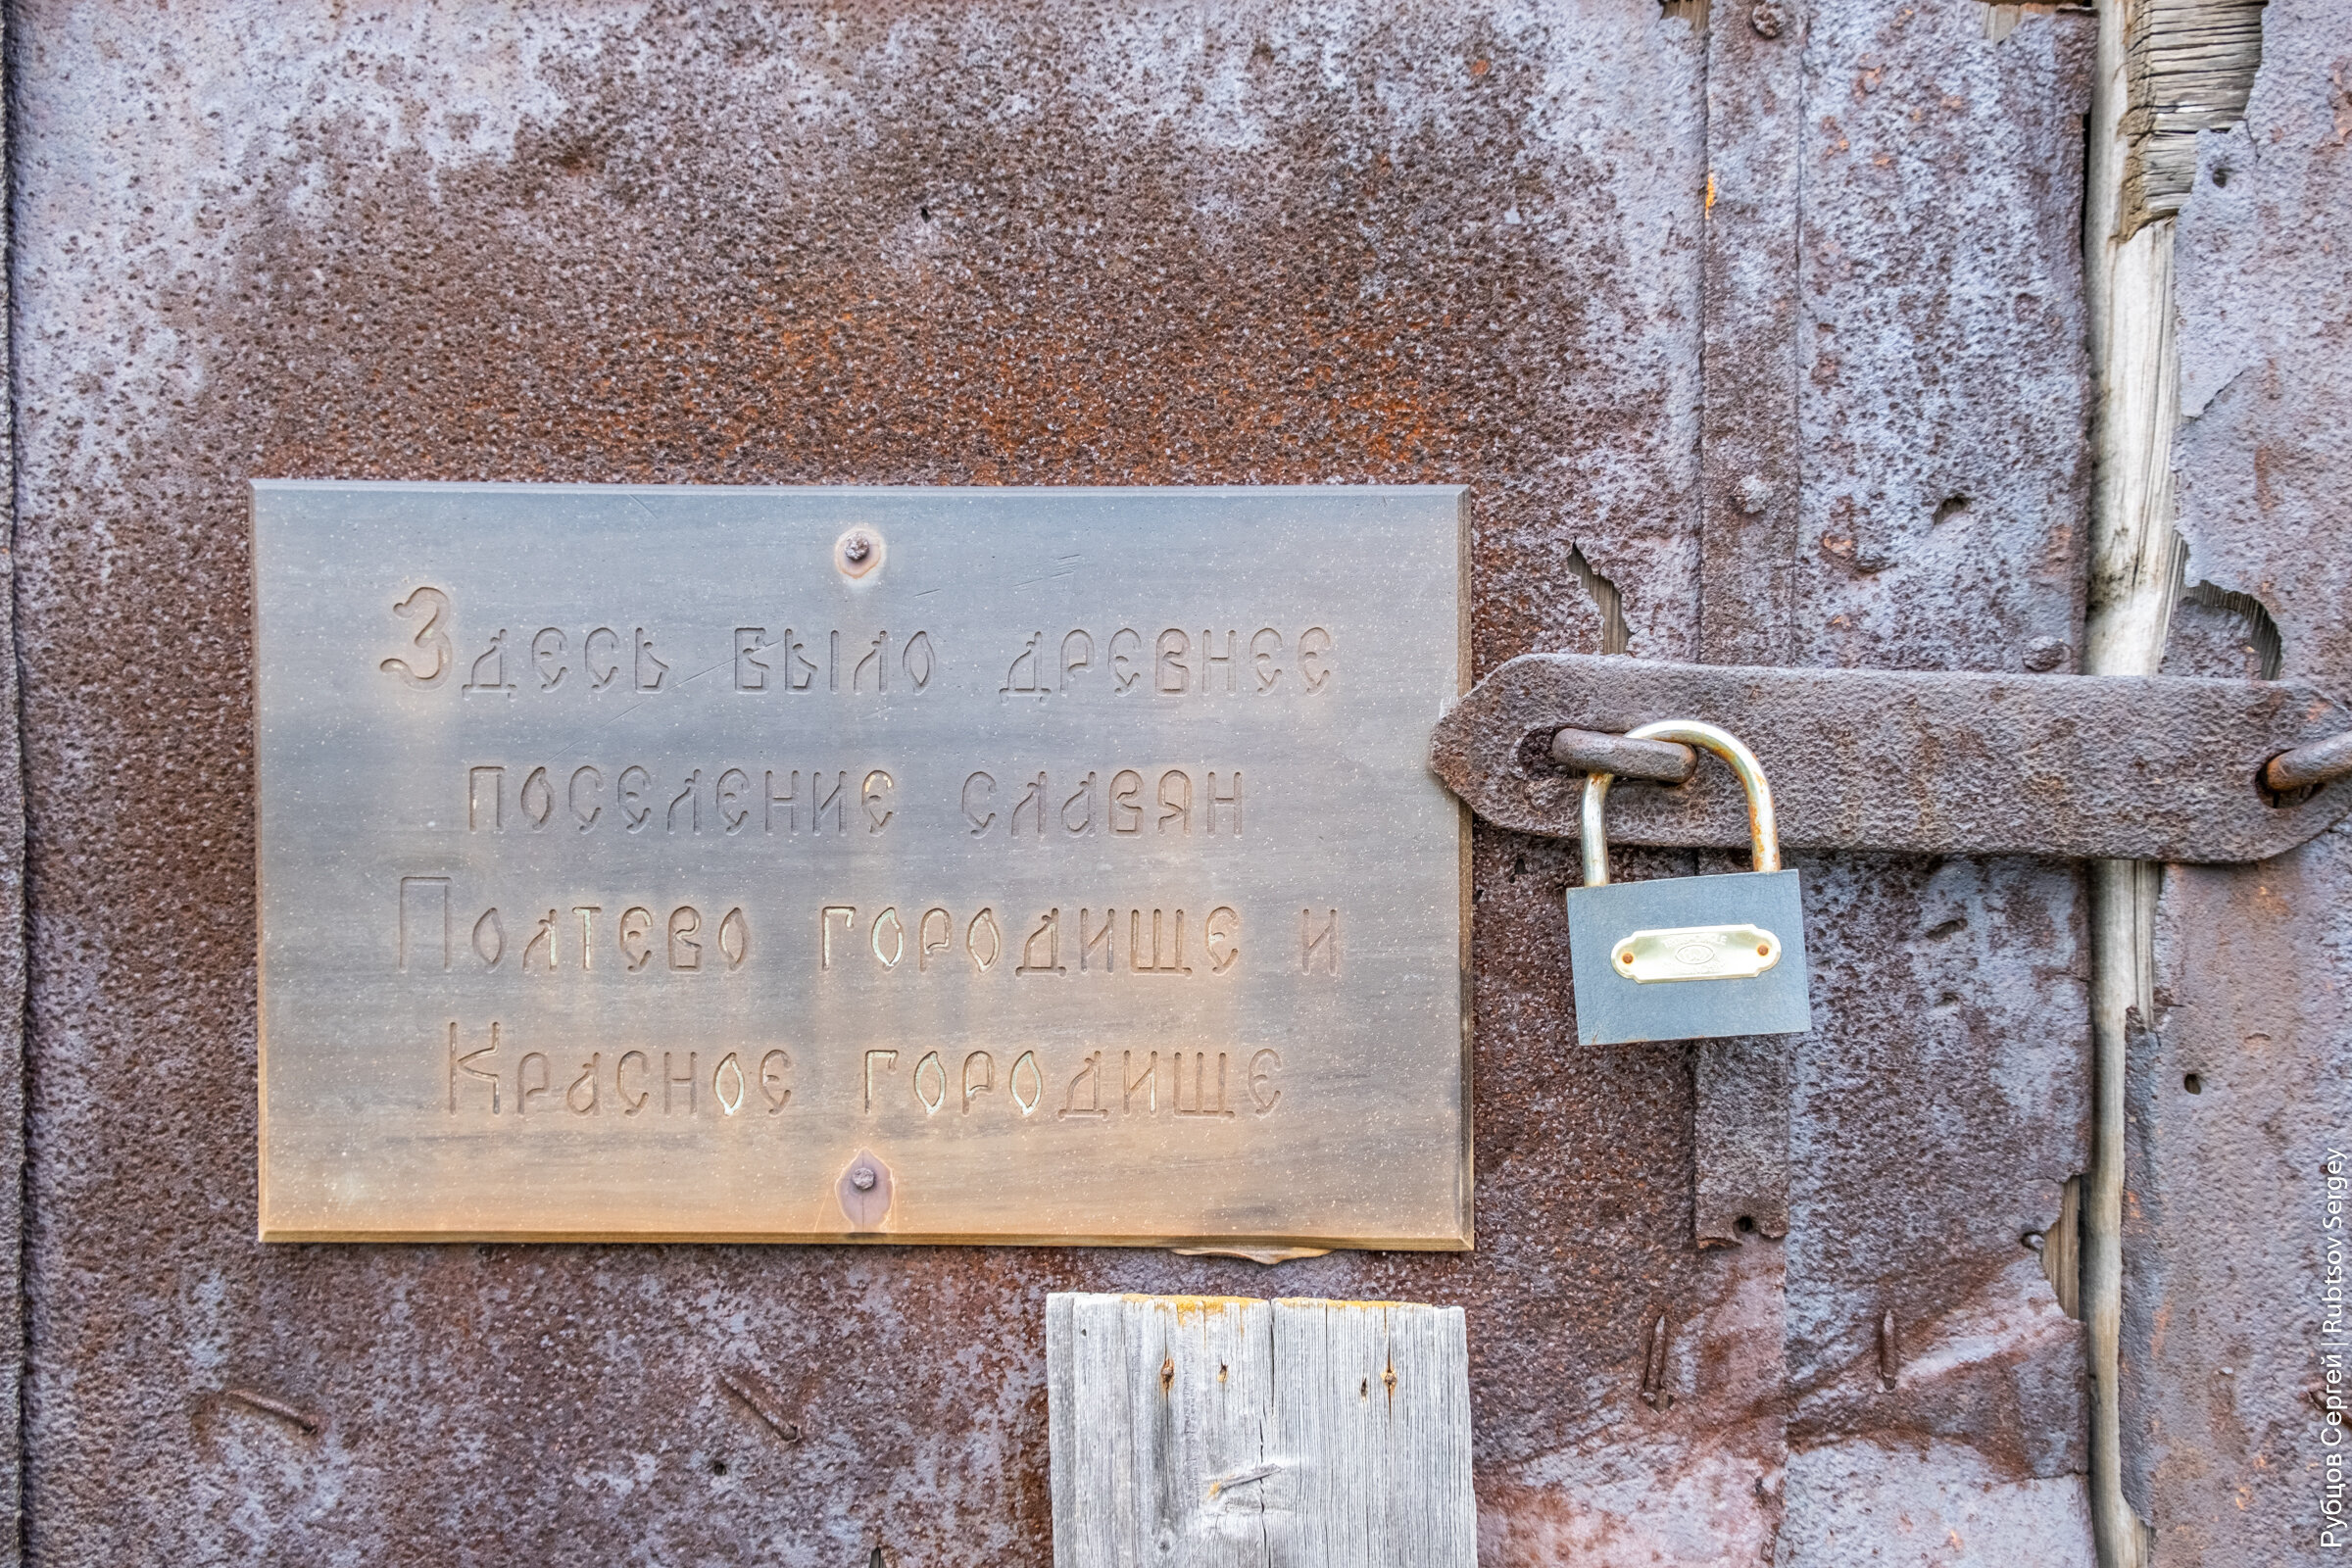 Здесь было древнее
поселение славян
Полтево городище и
Красное городище
Рубцов Сергей | Rubtsov Sergey